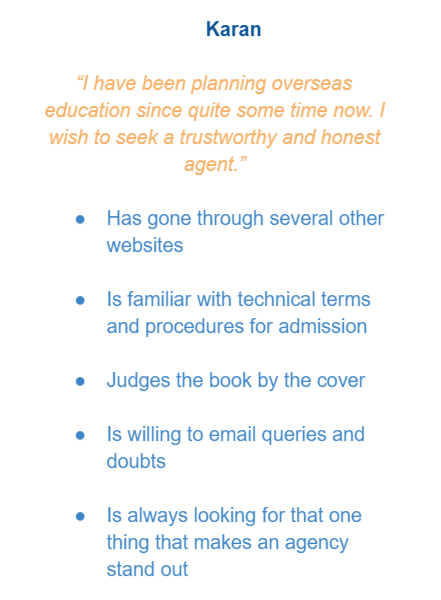 Karan
“I have been planning overseas
education since quite some time now. I
wish to seek a trustworthy and honest
agent.”
● Has gone through several other
websites
● Is familiar with technical terms
and procedures for admission
● Judges the book by the cover
● Is willing to email queries and
doubts
● Is always looking for that one
thing that makes an agency
stand out